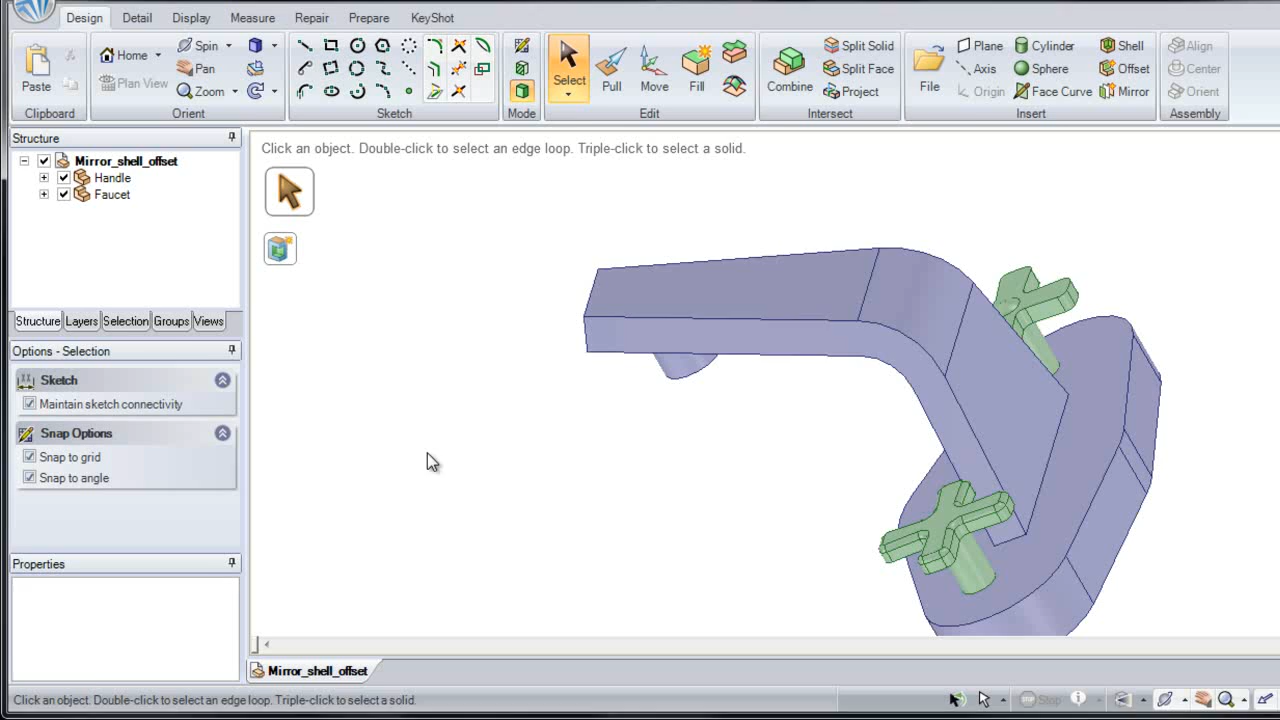 Design Detail Display Measure Repair Prepare KeyShot
Home Spin Split Solid Plane Cylinder Shell Align
Plan View Pan Split Face Axis Sphere Offset Center
Paste Zoom Select Pull Move Fill Combine Project File Origin Face Curve Mirror Orient
Clipboard Orient Sketch Mode Edit Intersect Insert Assembly
Structure
Click an object. Double-click to select an edge loop. Triple-click to select a solid.
Mirror_shell_offset
Handle
Faucet
Structure Layers Selection Groups Views
Options - Selection
Sketch
Maintain sketch connectivity
Snap Options
Snap to grid
Snap to angle
Properties
Mirror_shell_offset
Click an object. Double-click to select an edge loop. Triple-click to select a solid.
Stop